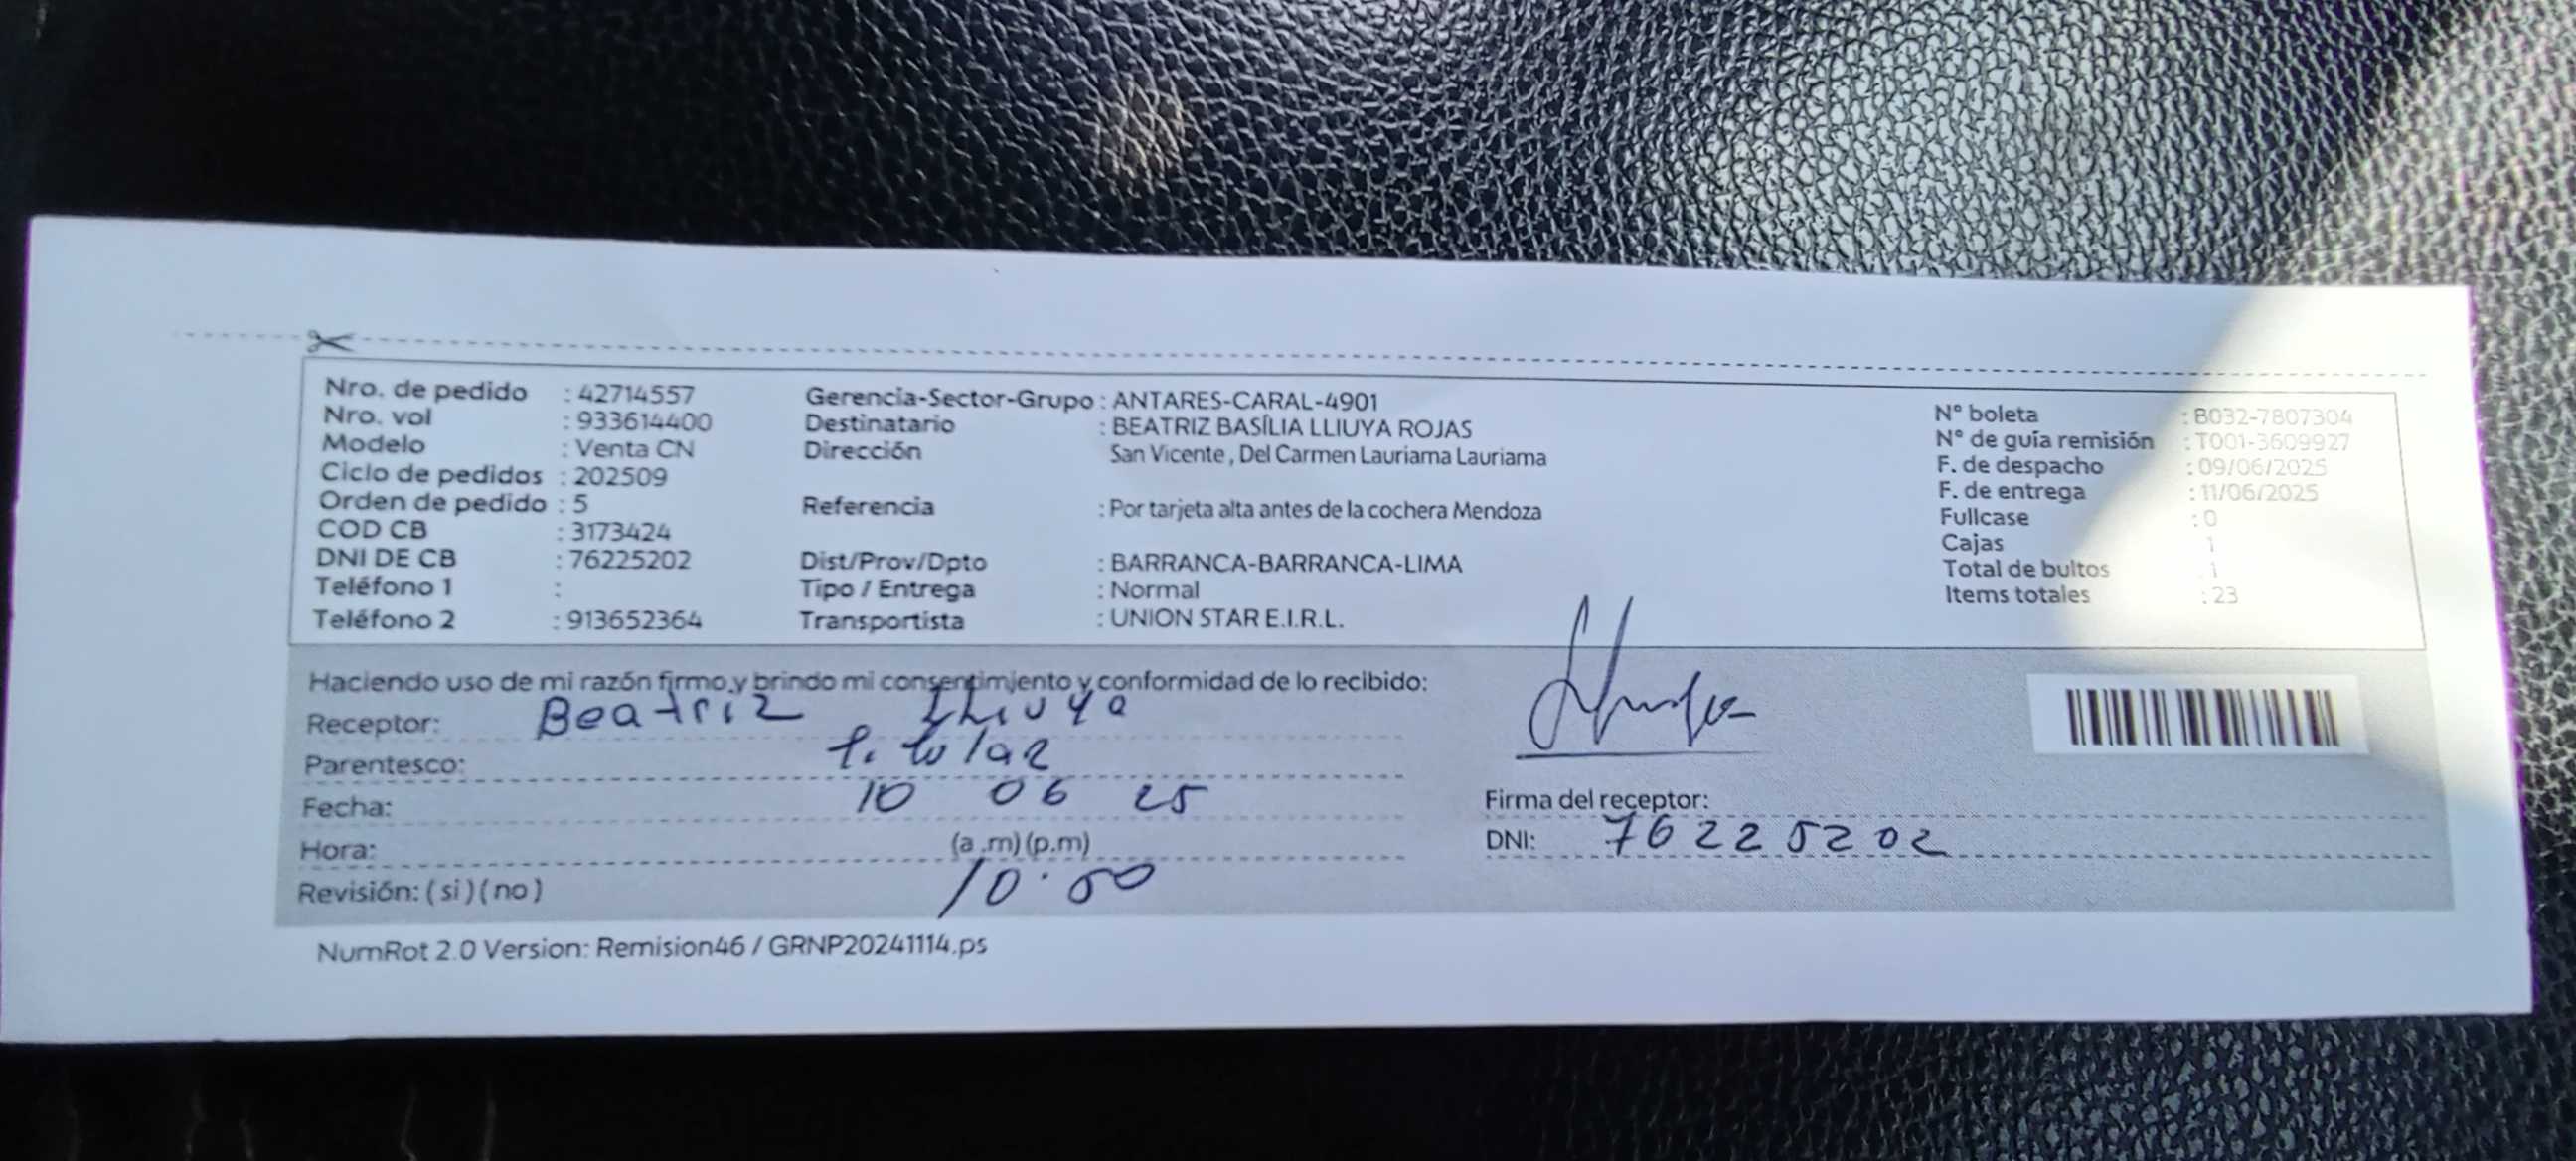 Nro. de pedido : 42714557
Nro. vol : 933614400
Modelo : Venta CN
Ciclo de pedidos : 202509
Orden de pedido : 5
COD CB : 3173424
DNI DE CB : 76225202
Teléfono 1 :
Teléfono 2 : 913652364
Gerencia-Sector-Grupo : ANTARES-CARAL-4901
Destinatario : BEATRIZ BASÍLIA LLIUYA ROJAS
Dirección San Vicente , Del Carmen Lauriama Lauriama
Referencia : Por tarjeta alta antes de la cochera Mendoza
Dist/Prov/Dpto : BARRANCA-BARRANCA-LIMA
Tipo / Entrega : Normal
Transportista : UNION STAR E.I.R.L.
N° boleta : B032-7807304
N° de guía remisión : T001-3609927
F. de despacho : 09/06/2025
F. de entrega : 11/06/2025
Fullcase : 0
Cajas 1
Total de bultos 1
Items totales : 23
Haciendo uso de mi razón firmo y brindo mi consentimiento y conformidad de lo recibido:
Receptor: Beatriz Lliuya
Parentesco: Titular
Fecha: 10 06 25
Hora: (a .m) (p.m)
Revisión: ( si ) ( no ) 10:00
Firma del receptor:
DNI: 76225202
NumRot 2.0 Version: Remision46 / GRNP20241114.ps